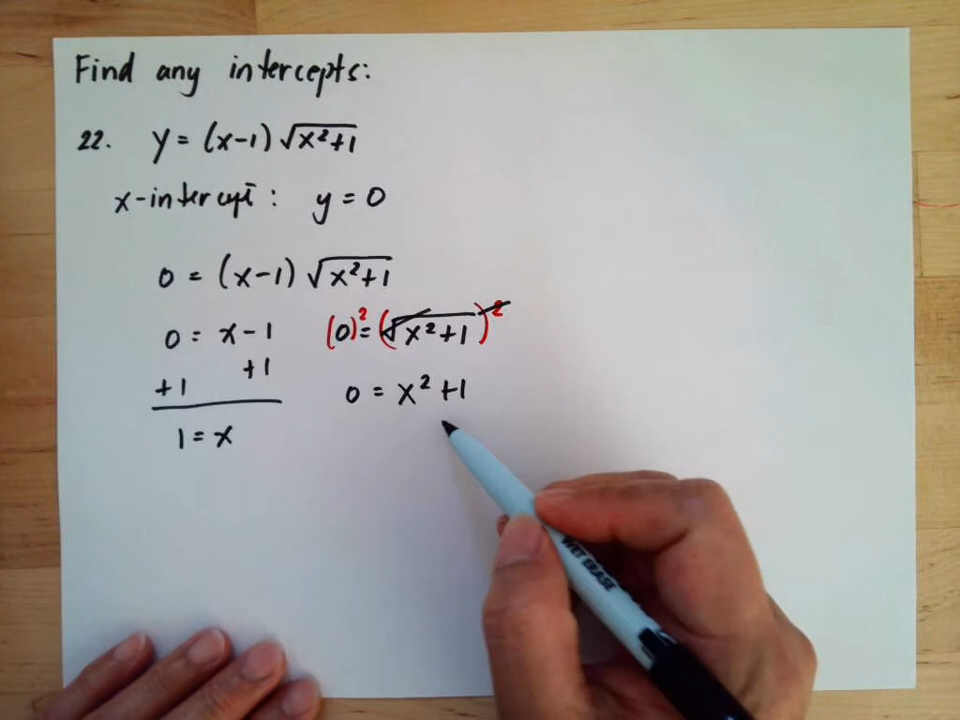 Find any intercepts:
22. y = (x-1) √x²+1
x-intercept: y = 0
0 = (x-1) √x²+1
0 = x-1
+1 +1
1 = x
(0)² = (√x²+1)²
0 = x²+1
WET ERASE